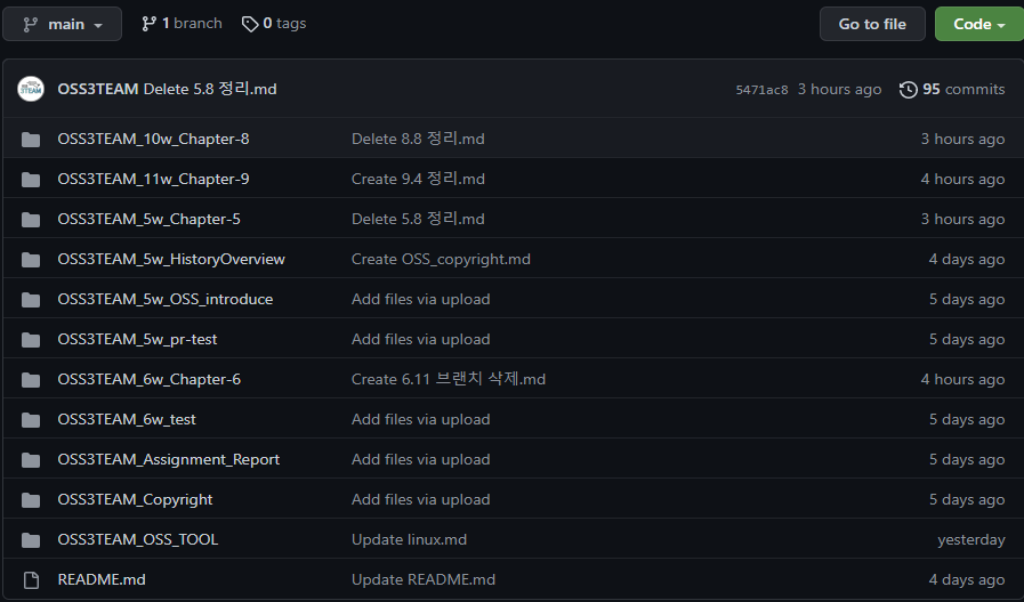 main 1 branch 0 tags Go to file Code
OSS3TEAM Delete 5.8 정리.md 5471ac8 3 hours ago 95 commits
OSS3TEAM_10w_Chapter-8 Delete 8.8 정리.md 3 hours ago
OSS3TEAM_11w_Chapter-9 Create 9.4 정리.md 4 hours ago
OSS3TEAM_5w_Chapter-5 Delete 5.8 정리.md 3 hours ago
OSS3TEAM_5w_HistoryOverview Create OSS_copyright.md 4 days ago
OSS3TEAM_5w_OSS_introduce Add files via upload 5 days ago
OSS3TEAM_5w_pr-test Add files via upload 5 days ago
OSS3TEAM_6w_Chapter-6 Create 6.11 브랜치 삭제.md 4 hours ago
OSS3TEAM_6w_test Add files via upload 5 days ago
OSS3TEAM_Assignment_Report Add files via upload 5 days ago
OSS3TEAM_Copyright Add files via upload 5 days ago
OSS3TEAM_OSS_TOOL Update linux.md yesterday
README.md Update README.md 4 days ago